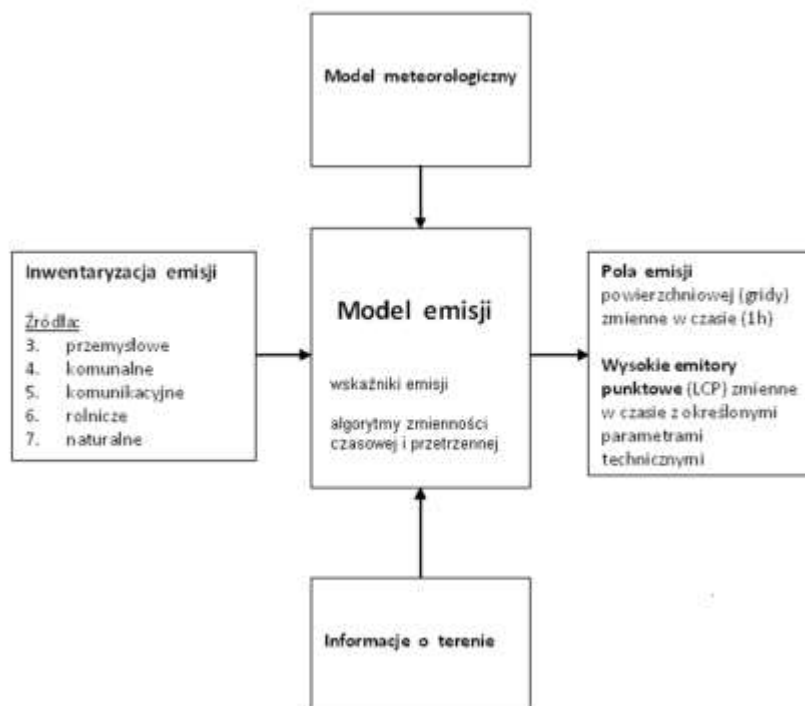 Model meteorologiczny
Inwentaryzacja emisji
Źródła:
3. przemysłowe
4. komunalne
5. komunikacyjne
6. rolnicze
7. naturalne
Model emisji
wskaźniki emisji
algorytmy zmienności
czasowej i przetrzennej
Pola emisji
powierzchniowej (gridy)
zmienne w czasie (1h)
Wysokie emitory
punktowe (LCP) zmienne
w czasie z określonymi
parametrami
technicznymi
Informacje o terenie